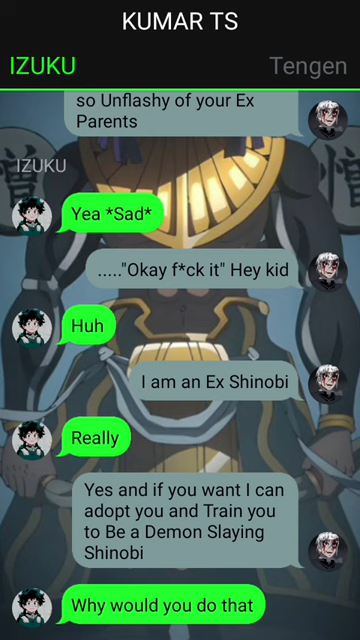 KUMAR TS
IZUKU
Tengen
so Unflashy of your Ex
Parents
IZUKU
Yea *Sad*
....."Okay f*ck it" Hey kid
Huh
I am an Ex Shinobi
Really
Yes and if you want I can
adopt you and Train you
to Be a Demon Slaying
Shinobi
Why would you do that